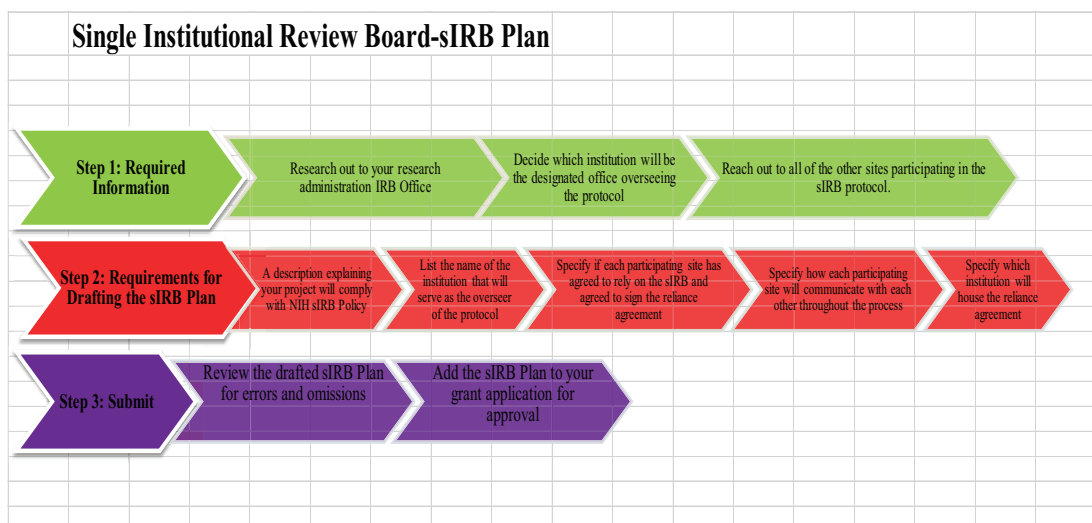 Single Institutional Review Board-sIRB Plan
Step 1: Required
Information
Research out to your research
administration IRB Office
Decide which institution will be
the designated office overseeing
the protocol
Reach out to all of the other sites participating in the
sIRB protocol.
Step 2: Requirements for
Drafting the sIRB Plan
A description explaining
your project will comply
with NIH sIRB Policy
List the name of the
institution that will
serve as the overseer
of the protocol
Specify if each participating site has
agreed to rely on the sIRB and
agreed to sign the reliance
agreement
Specify how each participating
site will communicate with each
other throughout the process
Specify which
institution will
house the reliance
agreement
Step 3: Submit
Review the drafted sIRB Plan
for errors and omissions
Add the sIRB Plan to your
grant application for
approval